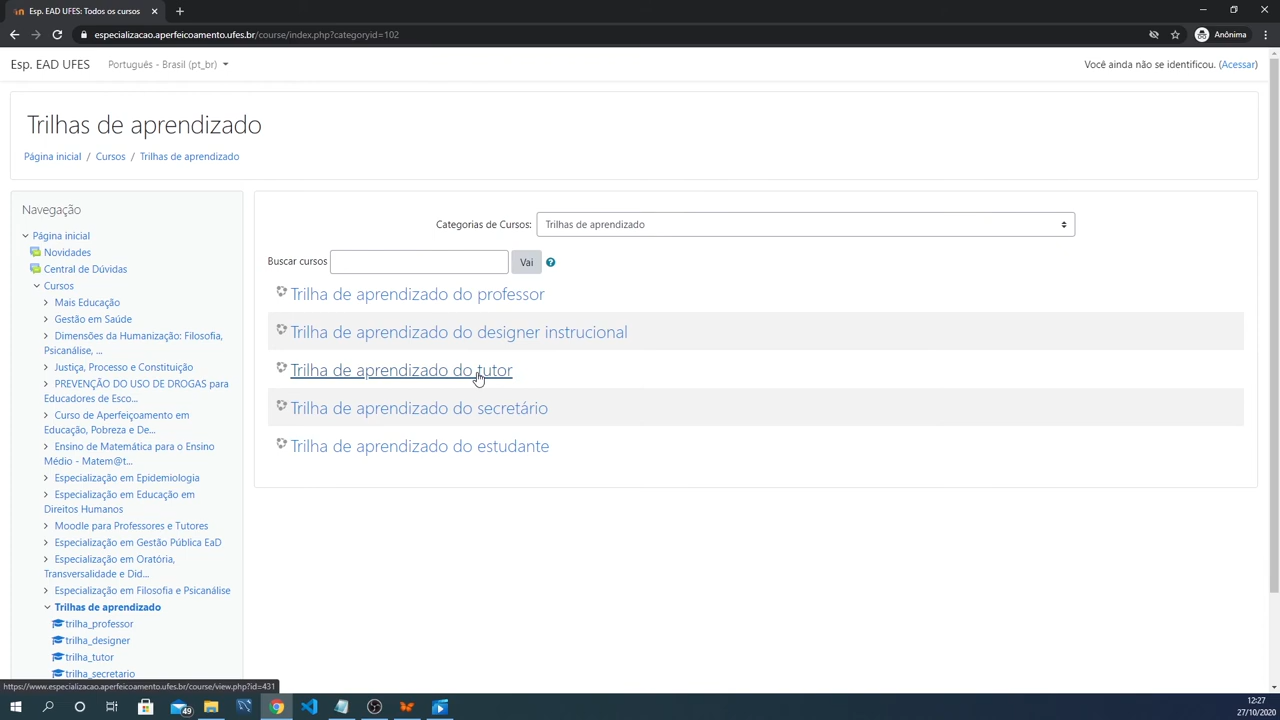 Esp. EAD UFES: Todos os cursos
especializacao.aperfeicoamento.ufes.br/course/index.php?categoryid=102
Anônima
Esp. EAD UFES
Português - Brasil (pt_br)
Você ainda não se identificou. (Acessar)
Trilhas de aprendizado
Página inicial / Cursos / Trilhas de aprendizado
Navegação
Página inicial
Novidades
Central de Dúvidas
Cursos
Mais Educação
Gestão em Saúde
Dimensões da Humanização: Filosofia,
Psicanálise, ...
Justiça, Processo e Constituição
PREVENÇÃO DO USO DE DROGAS para
Educadores de Esco...
Curso de Aperfeiçoamento em
Educação, Pobreza e De...
Ensino de Matemática para o Ensino
Médio - Matem@t...
Especialização em Epidemiologia
Especialização em Educação em
Direitos Humanos
Moodle para Professores e Tutores
Especialização em Gestão Pública EaD
Especialização em Oratória,
Transversalidade e Did...
Especialização em Filosofia e Psicanálise
Trilhas de aprendizado
trilha_professor
trilha_designer
trilha_tutor
trilha_secretario
Categorias de Cursos: Trilhas de aprendizado
Buscar cursos Vai
Trilha de aprendizado do professor
Trilha de aprendizado do designer instrucional
Trilha de aprendizado do tutor
Trilha de aprendizado do secretário
Trilha de aprendizado do estudante
https://www.especializacao.aperfeicoamento.ufes.br/course/view.php?id=431
49
12:27
27/10/2020